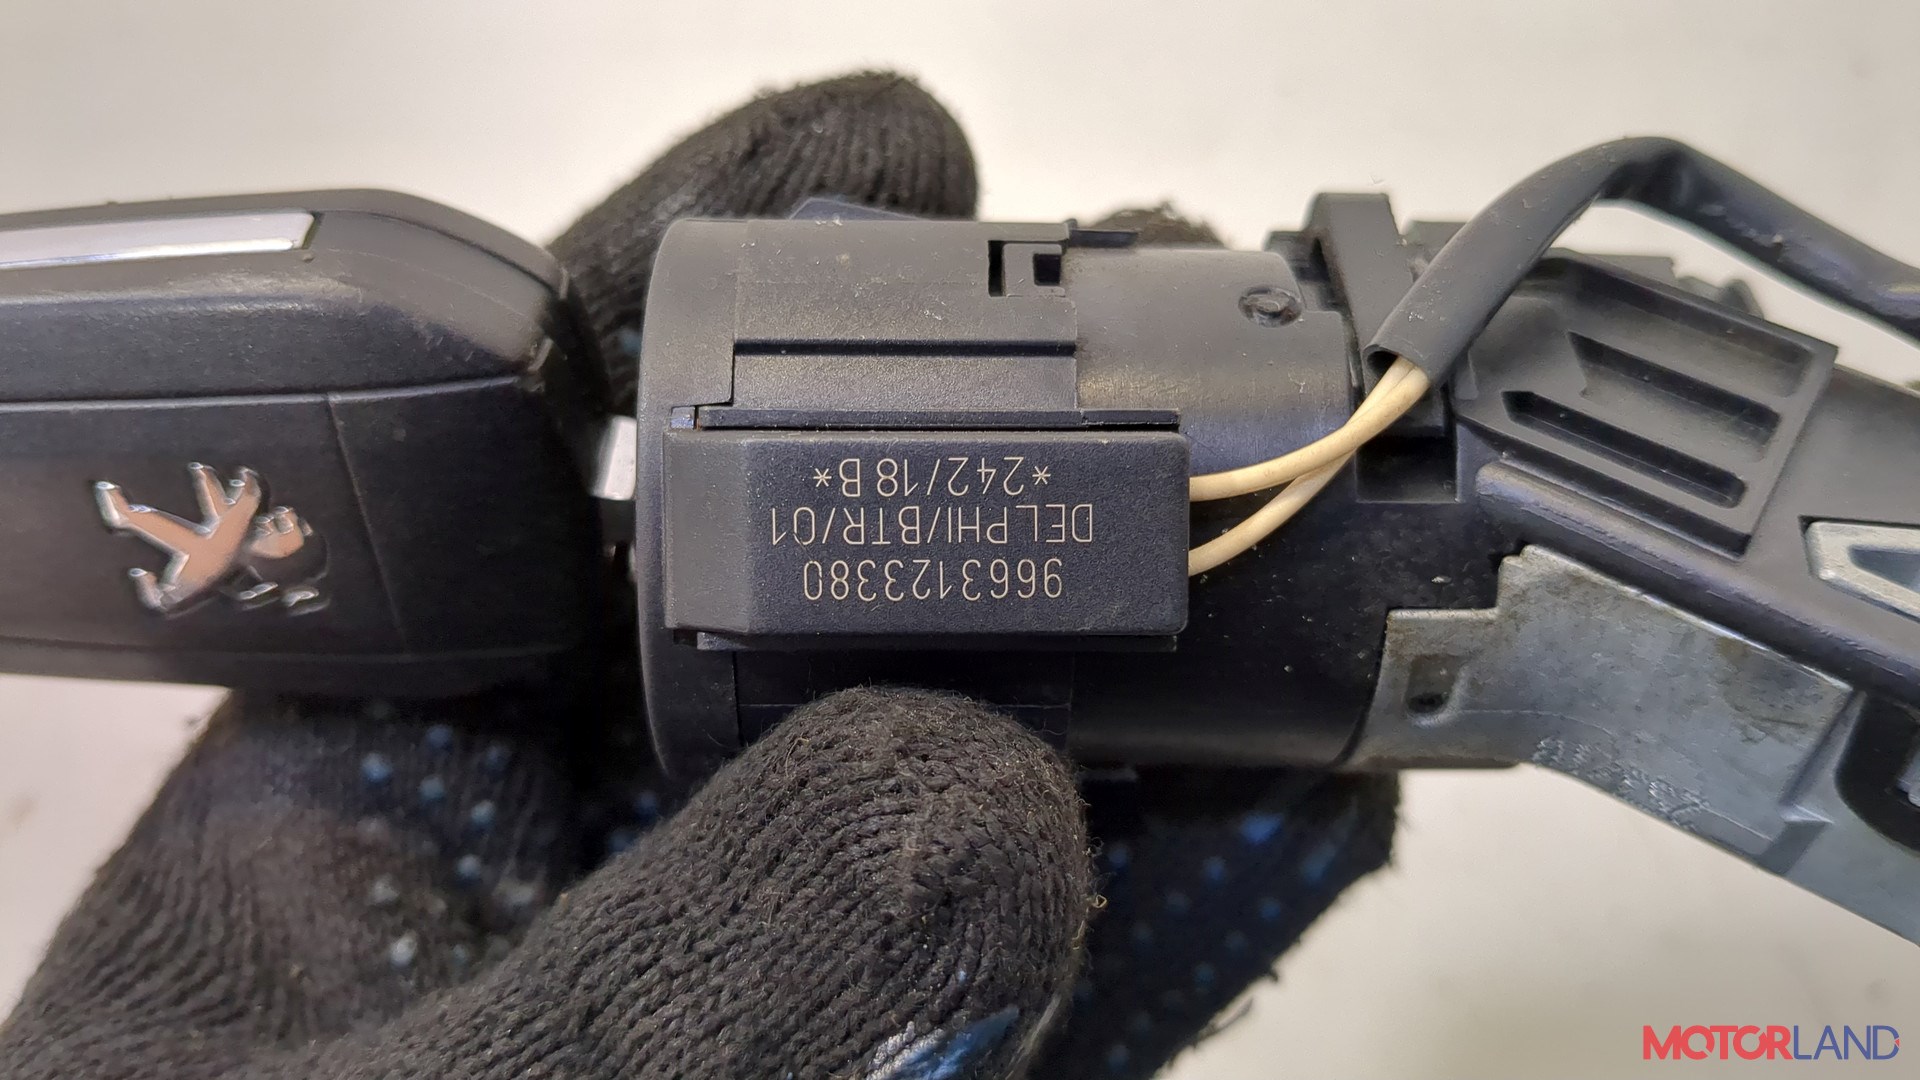 9663123380
DELPHI/BTR/01
*242/18 B*
MOTORLAND